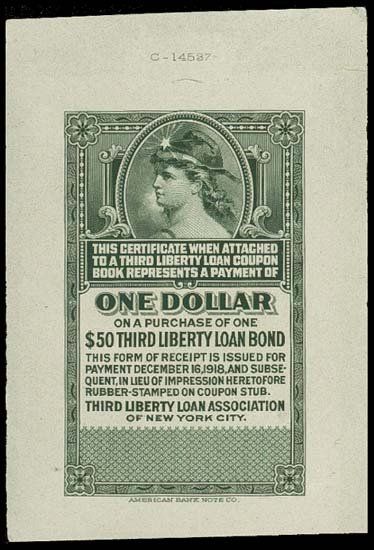 C-14537
THIS CERTIFICATE WHEN ATTACHED
TO A THIRD LIBERTY LOAN COUPON
BOOK REPRESENTS A PAYMENT OF
ONE DOLLAR
ON A PURCHASE OF ONE
$50 THIRD LIBERTY LOAN BOND
THIS FORM OF RECEIPT IS ISSUED FOR
PAYMENT DECEMBER 16, 1918, AND SUBSE-
QUENT, IN LIEU OF IMPRESSION HERETOFORE
RUBBER-STAMPED ON COUPON STUB.
THIRD LIBERTY LOAN ASSOCIATION
OF NEW YORK CITY.
AMERICAN BANK NOTE CO.